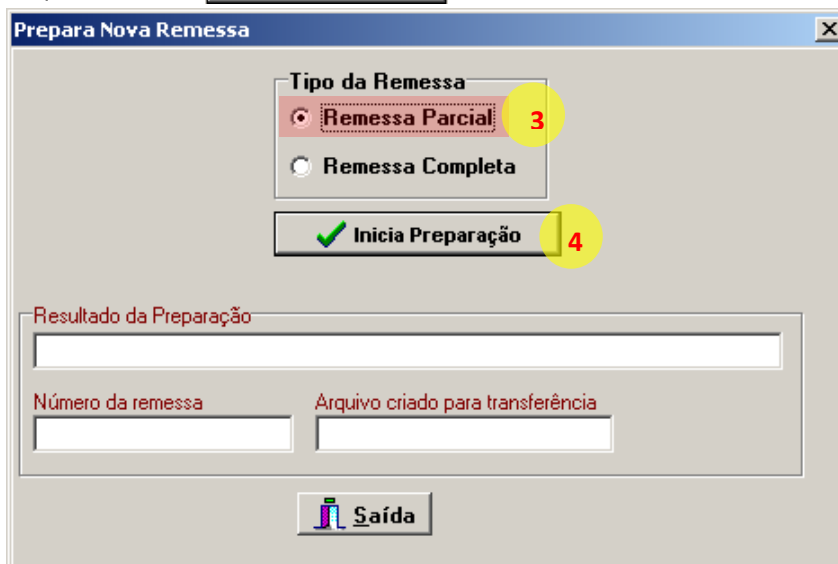 Prepara Nova Remessa
Tipo da Remessa
Remessa Parcial 3
Remessa Completa
Inicia Preparação 4
Resultado da Preparação
Número da remessa Arquivo criado para transferência
Saída